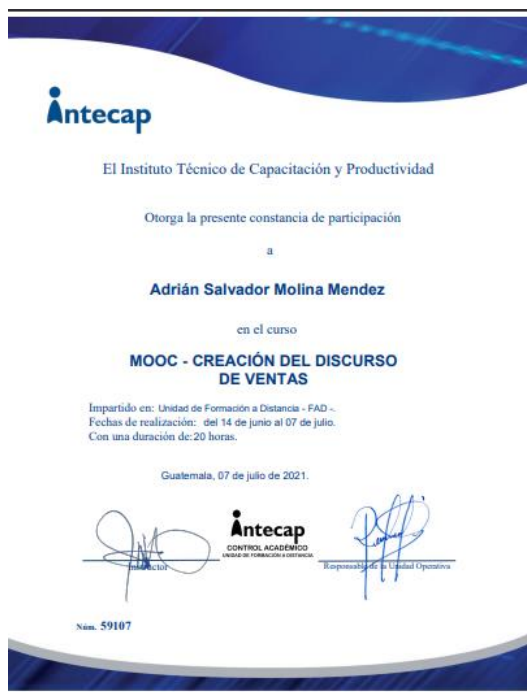 intecap
El Instituto Técnico de Capacitación y Productividad
Otorga la presente constancia de participación
a
Adrián Salvador Molina Mendez
en el curso
MOOC - CREACIÓN DEL DISCURSO
DE VENTAS
Impartido en: Unidad de Formación a Distancia - FAD -.
Fechas de realización: del 14 de junio al 07 de julio.
Con una duración de:20 horas.
Guatemala, 07 de julio de 2021.
intecap
CONTROL ACADÉMICO
UNIDAD DE FORMACIÓN A DISTANCIA
Instructor
Responsable de la Unidad Operativa
Núm. 59107